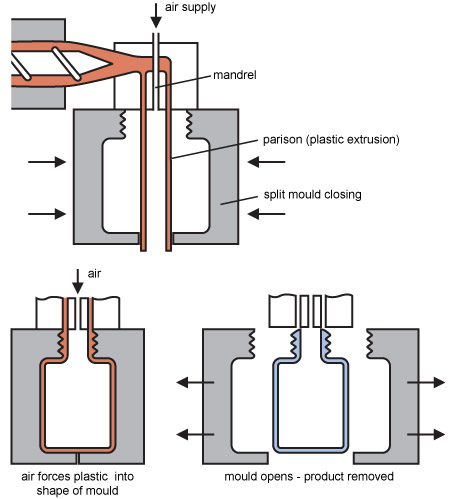 air supply
mandrel
parison (plastic extrusion)
split mould closing
air
air forces plastic into
shape of mould
mould opens - product removed